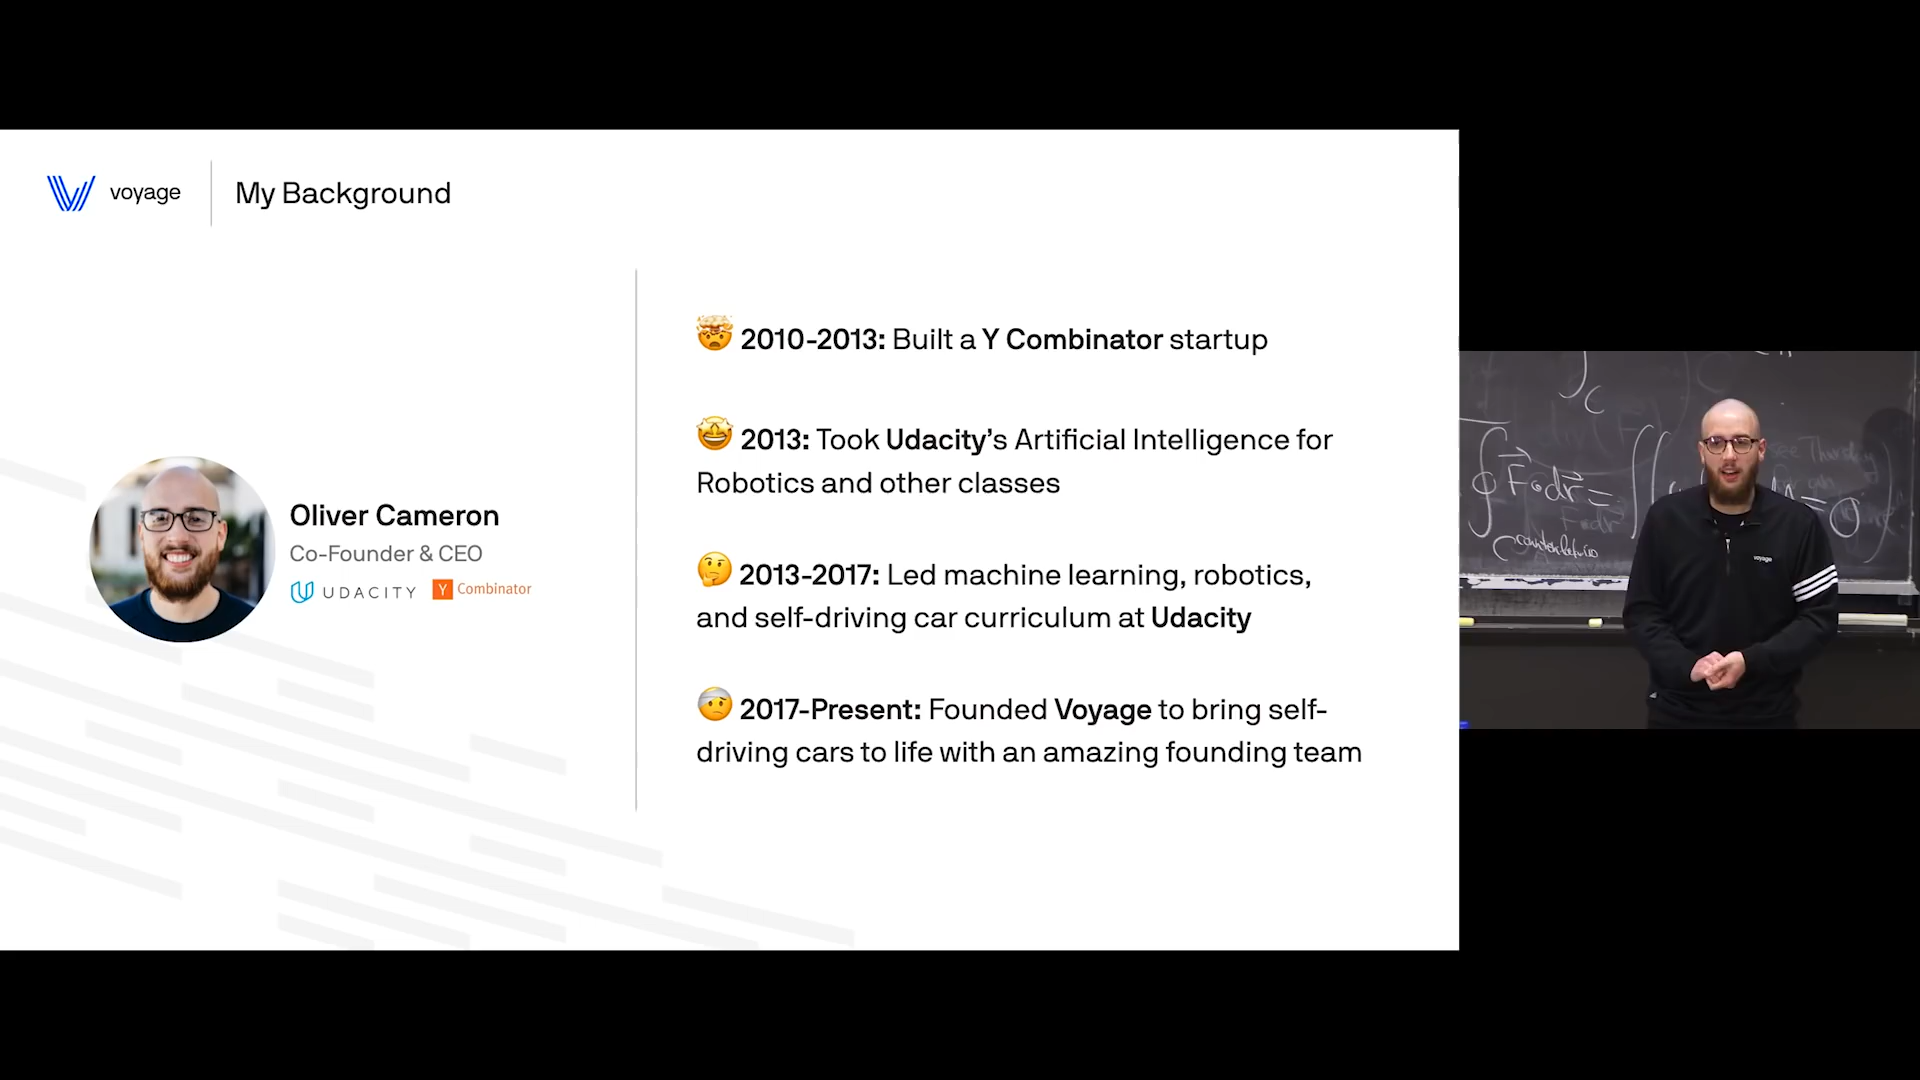 voyage
My Background
Oliver Cameron
Co-Founder & CEO
UDACITY
Y Combinator
🤯 2010-2013: Built a Y Combinator startup
🤩 2013: Took Udacity's Artificial Intelligence for
Robotics and other classes
🤔 2013-2017: Led machine learning, robotics,
and self-driving car curriculum at Udacity
🤕 2017-Present: Founded Voyage to bring self-
driving cars to life with an amazing founding team
voyage